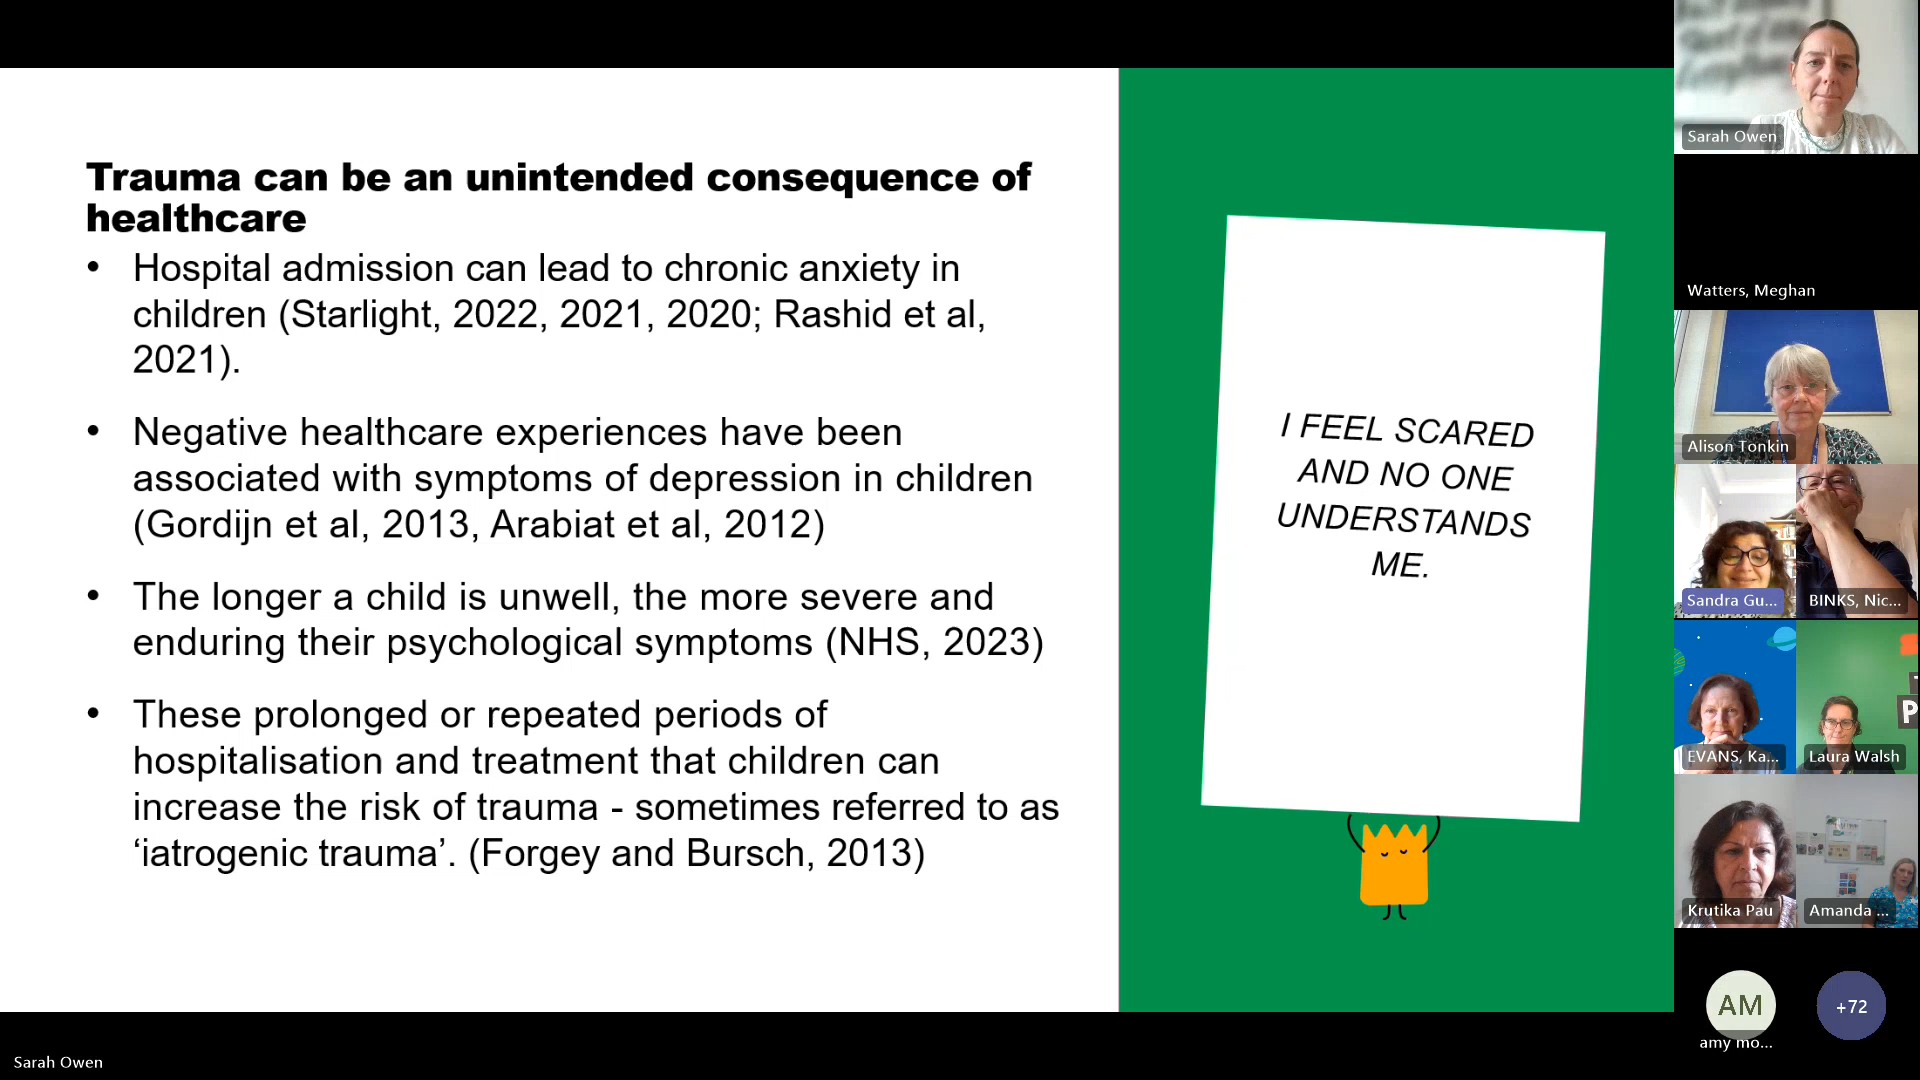 Trauma can be an unintended consequence of
healthcare
• Hospital admission can lead to chronic anxiety in
children (Starlight, 2022, 2021, 2020; Rashid et al,
2021).
• Negative healthcare experiences have been
associated with symptoms of depression in children
(Gordijn et al, 2013, Arabiat et al, 2012)
• The longer a child is unwell, the more severe and
enduring their psychological symptoms (NHS, 2023)
• These prolonged or repeated periods of
hospitalisation and treatment that children can
increase the risk of trauma - sometimes referred to as
‘iatrogenic trauma’. (Forgey and Bursch, 2013)
I FEEL SCARED
AND NO ONE
UNDERSTANDS
ME.
Sarah Owen
Watters, Meghan
Alison Tonkin
Sandra Gu...
BINKS, Nic...
EVANS, Ka...
Laura Walsh
Krutika Pau
Amanda ...
AM
amy mo...
+72
Sarah Owen